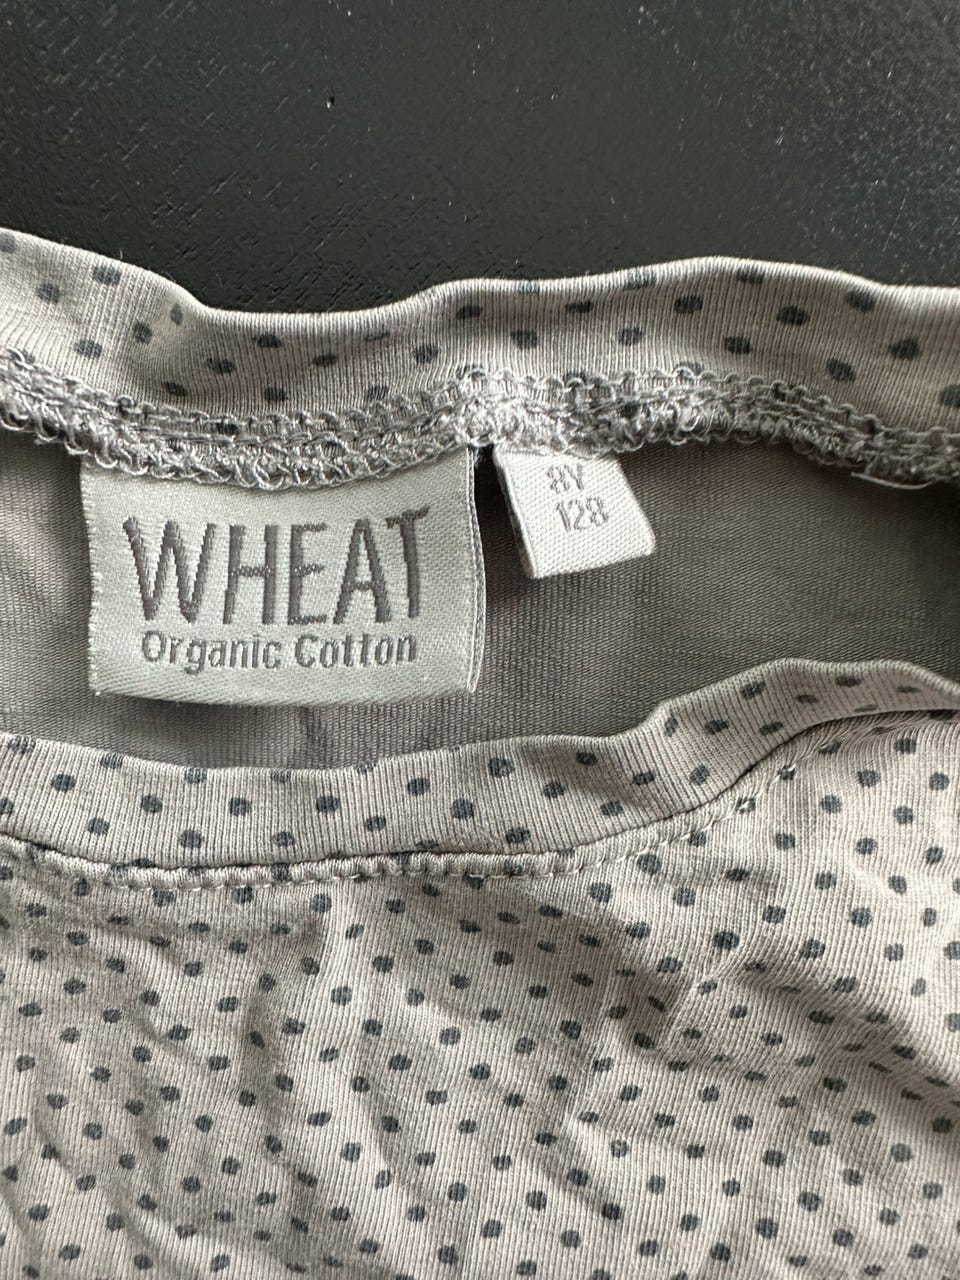 WHEAT
Organic Cotton
8Y
128